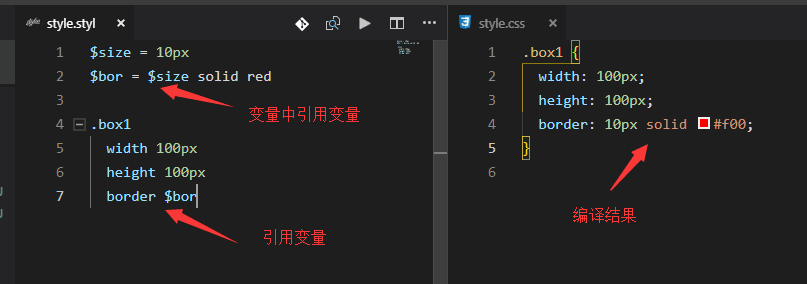 style.styl
style.css
1 $size = 10px
2 $bor = $size solid red
变量中引用变量
3
4 .box1
5 width 100px
6 height 100px
7 border $bor
引用变量
1 .box1 {
2 width: 100px;
3 height: 100px;
4 border: 10px solid #f00;
5 }
6
编译结果